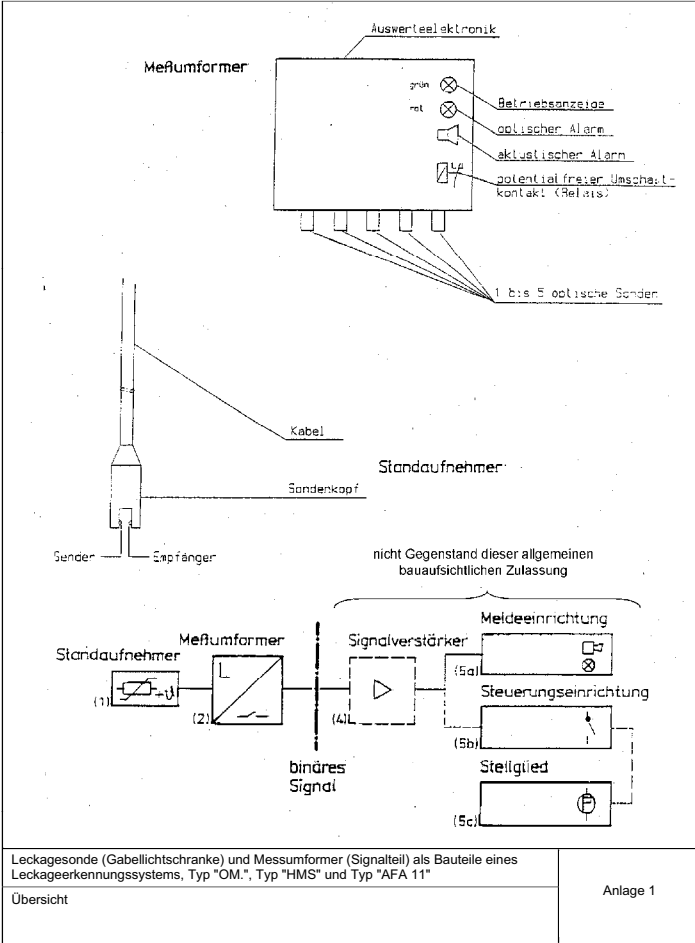 Auswerteelektronik
Meßumformer
grün
rot
Betriebsanzeige
optischer Alarm
aktustischer Alarm
potentialfreier Umschalt-
kontakt (Relais)
1 bis 5 optische Sonden
Kabel
Standaufnehmer
Sondenkopf
Sender
Empfänger
nicht Gegenstand dieser allgemeinen
bauaufsichtlichen Zulassung
Meldeeinrichtung
Meßumformer
Signalverstärker
Standaufnehmer
(5a)
Steuerungseinrichtung
+ϑ
L
(1)
(2)
(4)
(5b)
binäres
Signal
Stellglied
P
(5c)
Leckagesonde (Gabellichtschranke) und Messumformer (Signalteil) als Bauteile eines
Leckageerkennungssystems, Typ "OM.", Typ "HMS" und Typ "AFA 11"
Übersicht
Anlage 1